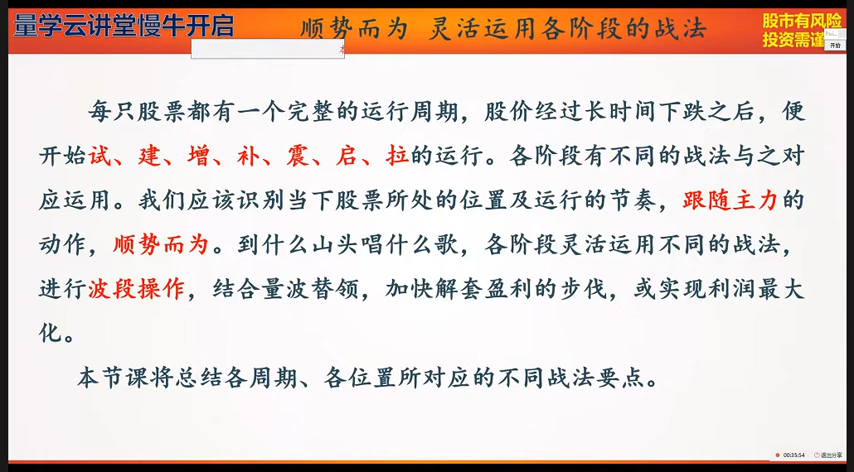 量学云讲堂慢牛开启
顺势而为 灵活运用各阶段的战法
股市有风险
投资需谨
开始
每只股票都有一个完整的运行周期，股价经过长时间下跌之后，便
开始试、建、增、补、震、启、拉的运行。各阶段有不同的战法与之对
应运用。我们应该识别当下股票所处的位置及运行的节奏，跟随主力的
动作，顺势而为。到什么山头唱什么歌，各阶段灵活运用不同的战法，
进行波段操作，结合量波替领，加快解套盈利的步伐，或实现利润最大
化。
本节课将总结各周期、各位置所对应的不同战法要点。
00:35:54 退出分享